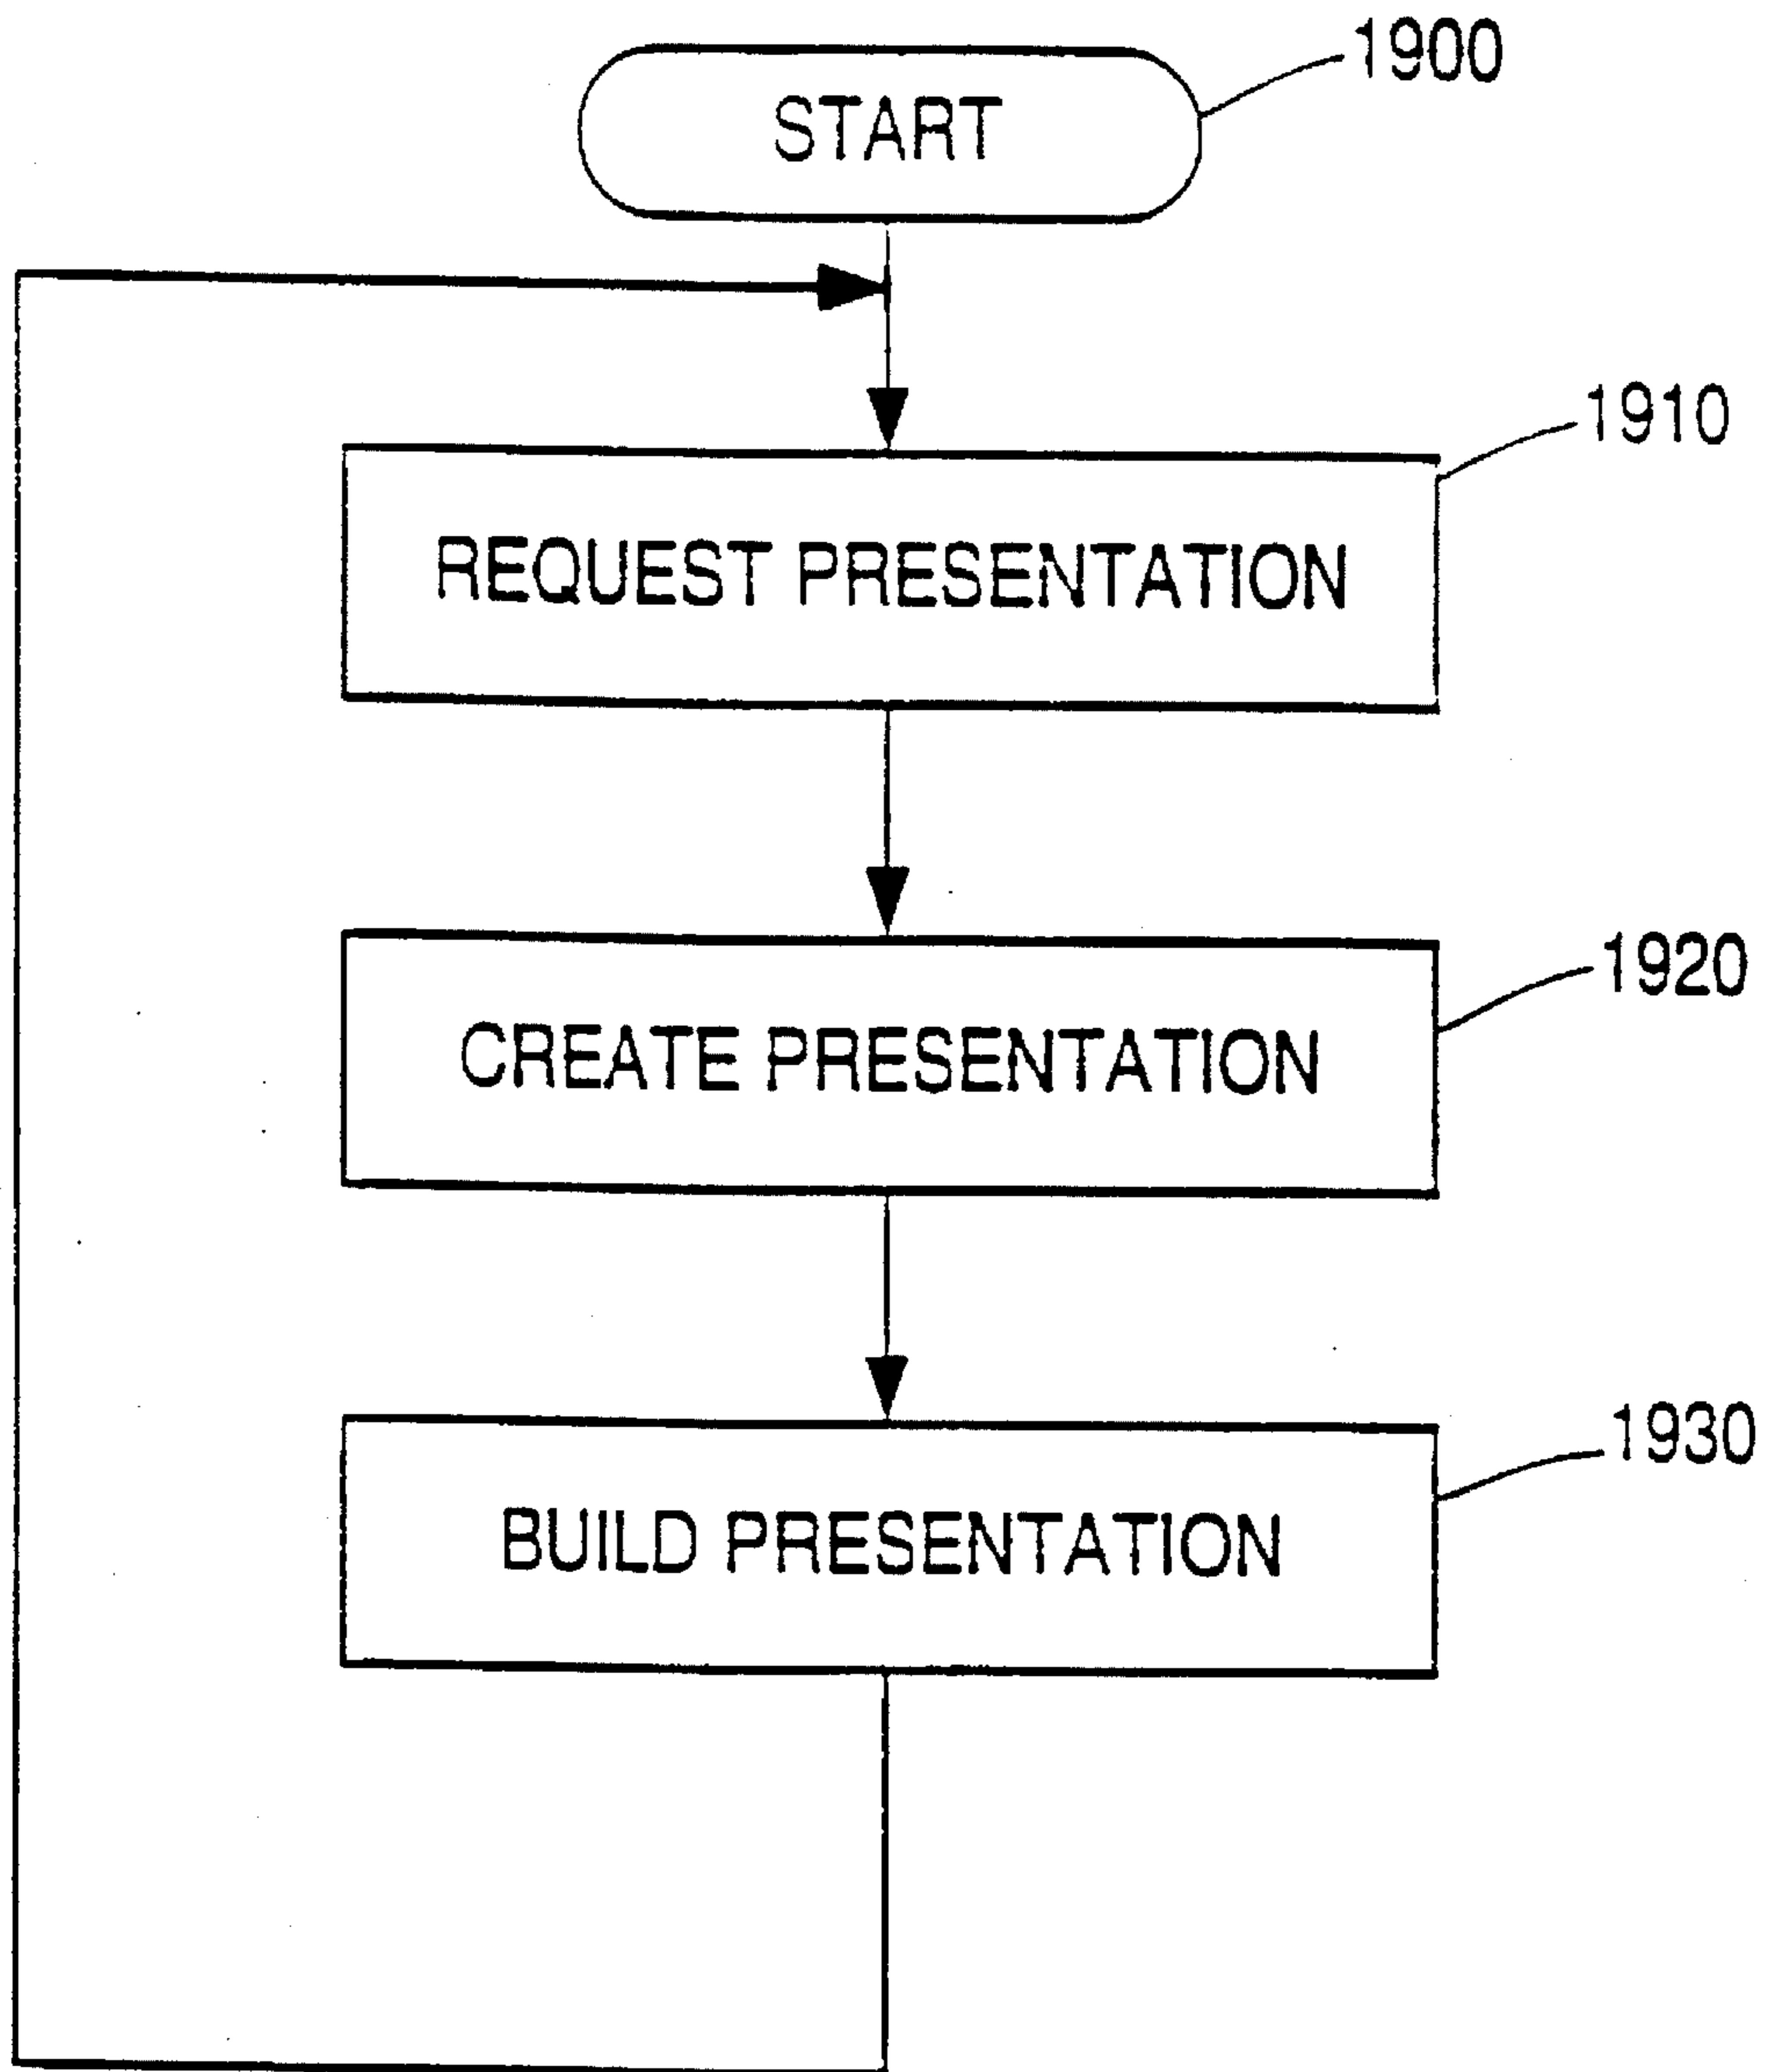 START
1900
REQUEST PRESENTATION
1910
CREATE PRESENTATION
1920
BUILD PRESENTATION
1930